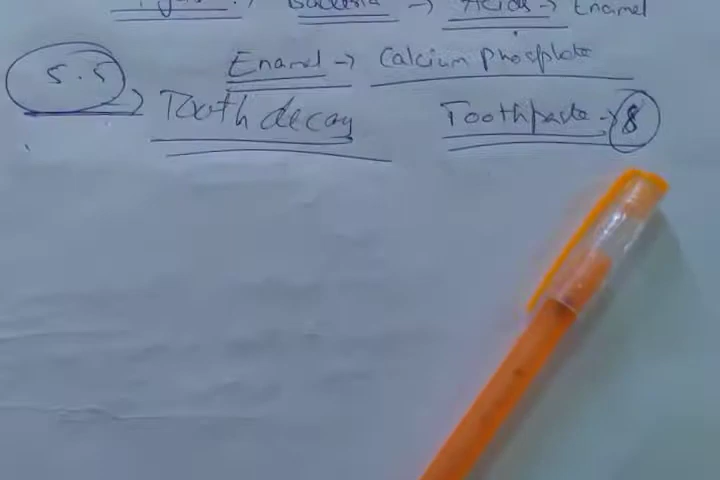 Bacteria → Acids → Enamel
Enamel → Calcium Phosphate
5.5 → Tooth decay Toothpaste → 8